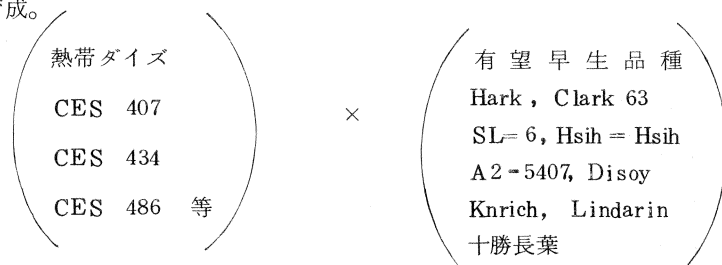 成。
熱帯ダイズ
CES 407
CES 434
CES 486 等
×
有望早生品種
Hark, Clark 63
SL=6, Hsih = Hsih
A2-5407, Disoy
Knrich, Lindarin
十勝長葉